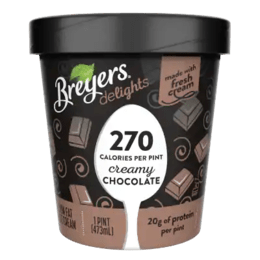 Breyers.
delights
made with
fresh
cream
270
CALORIES PER PINT
creamy
CHOCOLATE
1 PINT
(473mL)
20g of protein
per pint